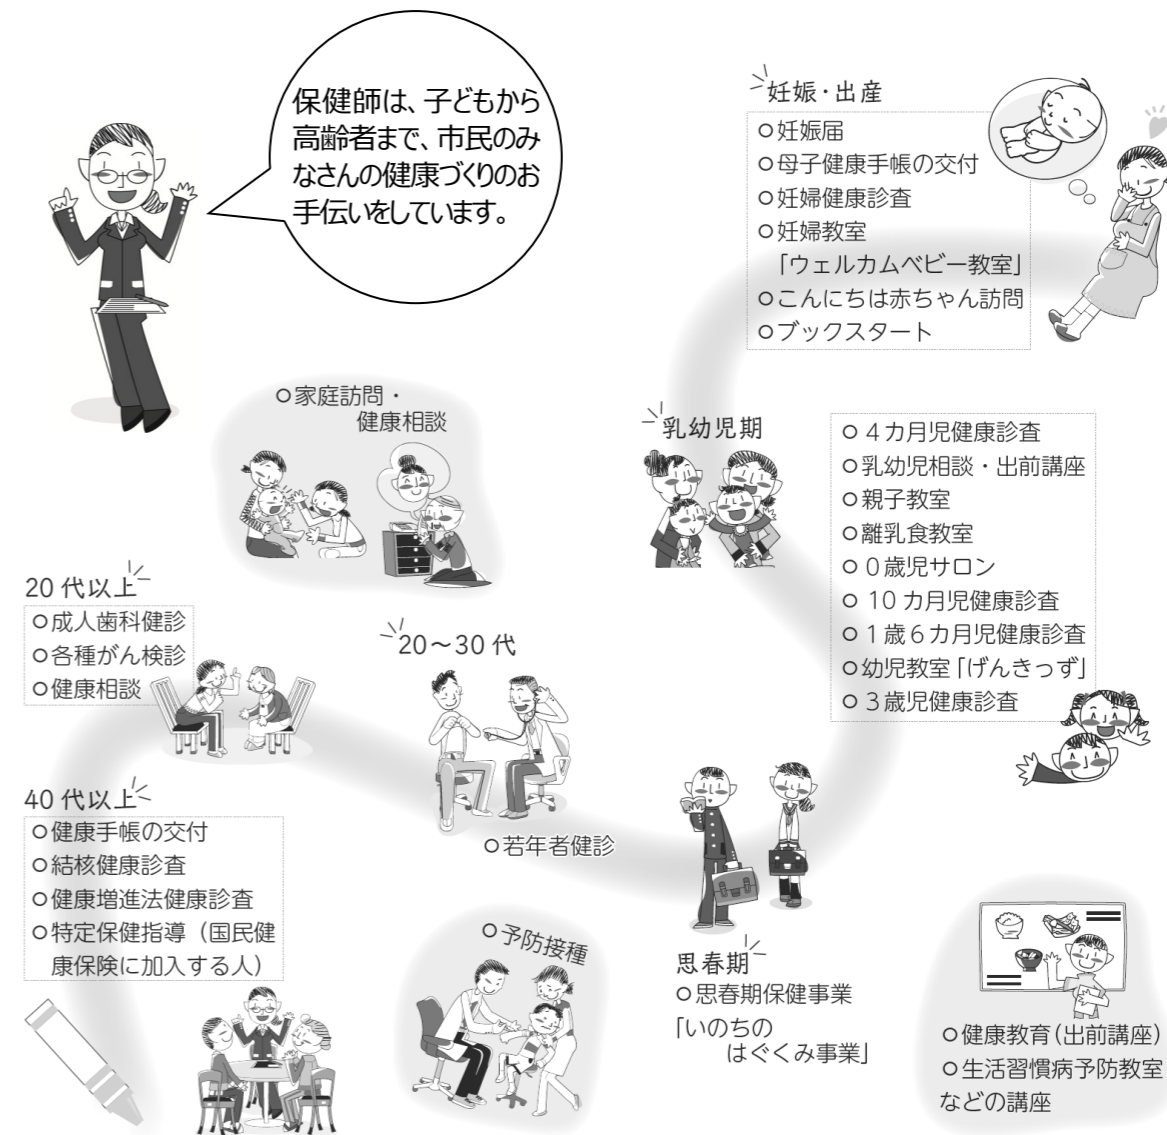 保健師は、子どもから
高齢者まで、市民のみ
なさんの健康づくりのお
手伝いをしています。
妊娠・出産
○妊娠届
○母子健康手帳の交付
○妊婦健康診査
○妊婦教室
「ウェルカムベビー教室」
○こんにちは赤ちゃん訪問
○ブックスタート
○家庭訪問・
健康相談
乳幼児期
○４カ月児健康診査
○乳幼児相談・出前講座
○親子教室
○離乳食教室
○０歳児サロン
○10カ月児健康診査
○１歳６カ月児健康診査
○幼児教室「げんきっず」
○３歳児健康診査
20代以上
○成人歯科健診
○各種がん検診
○健康相談
20～30代
○若年者健診
40代以上
○健康手帳の交付
○結核健康診査
○健康増進法健康診査
○特定保健指導（国民健
康保険に加入する人）
○予防接種
思春期
○思春期保健事業
「いのちの
はぐくみ事業」
○健康教育（出前講座）
○生活習慣病予防教室
などの講座